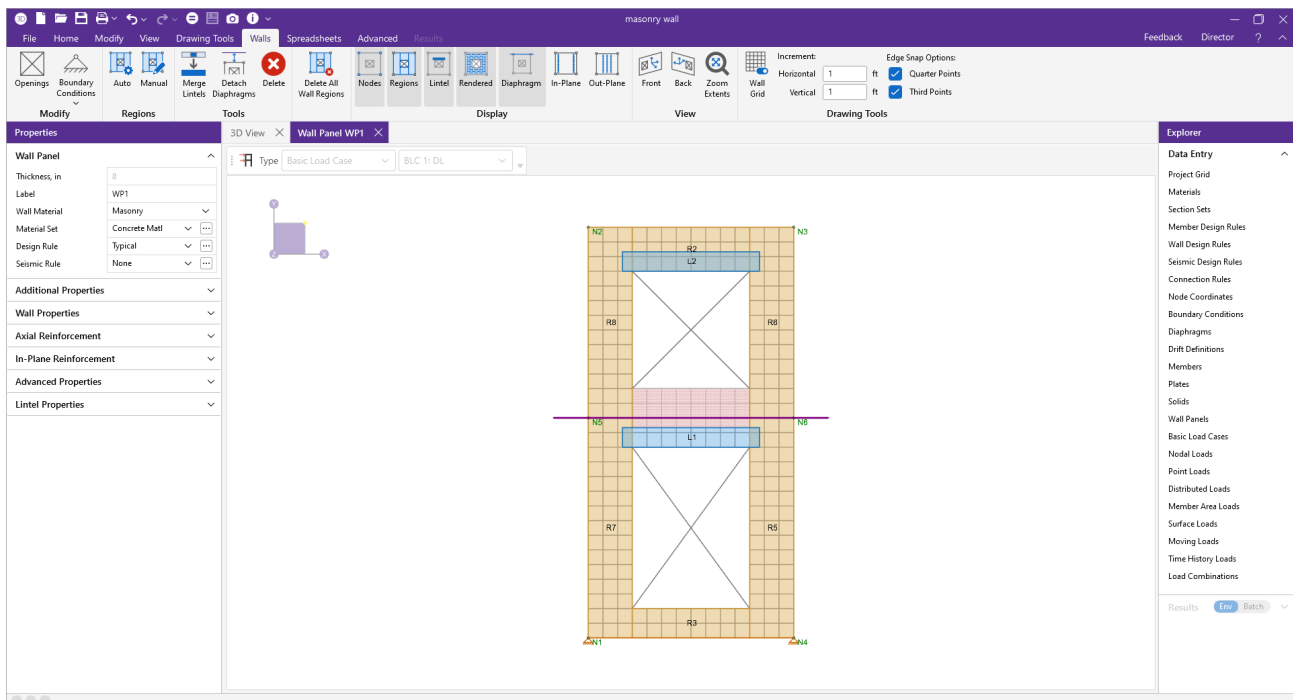 3D masonry wall
File Home Modify View Drawing Tools Walls Spreadsheets Advanced Results Feedback Director ?
Openings Boundary Conditions Auto Manual Merge Lintels Detach Diaphragms Delete Delete All Wall Regions Nodes Regions Lintel Rendered Diaphragm In-Plane Out-Plane Front Back Zoom Extents Wall Grid
Increment: Edge Snap Options:
Horizontal 1 ft Quarter Points
Vertical 1 ft Third Points
Modify Regions Tools Display View Drawing Tools
Properties
Wall Panel
Thickness, in 8
Label WP1
Wall Material Masonry
Material Set Concrete Matl ...
Design Rule Typical ...
Seismic Rule None ...
Additional Properties
Wall Properties
Axial Reinforcement
In-Plane Reinforcement
Advanced Properties
Lintel Properties
3D View Wall Panel WP1
Type Basic Load Case BLC 1: DL
Y
Z X
N2 N3
R2
L2
R8 R6
N5 N6
L1
R7 R5
R3
N1 N4
Explorer
Data Entry
Project Grid
Materials
Section Sets
Member Design Rules
Wall Design Rules
Seismic Design Rules
Connection Rules
Node Coordinates
Boundary Conditions
Diaphragms
Drift Definitions
Members
Plates
Solids
Wall Panels
Basic Load Cases
Nodal Loads
Point Loads
Distributed Loads
Member Area Loads
Surface Loads
Moving Loads
Time History Loads
Load Combinations
Results Env Batch